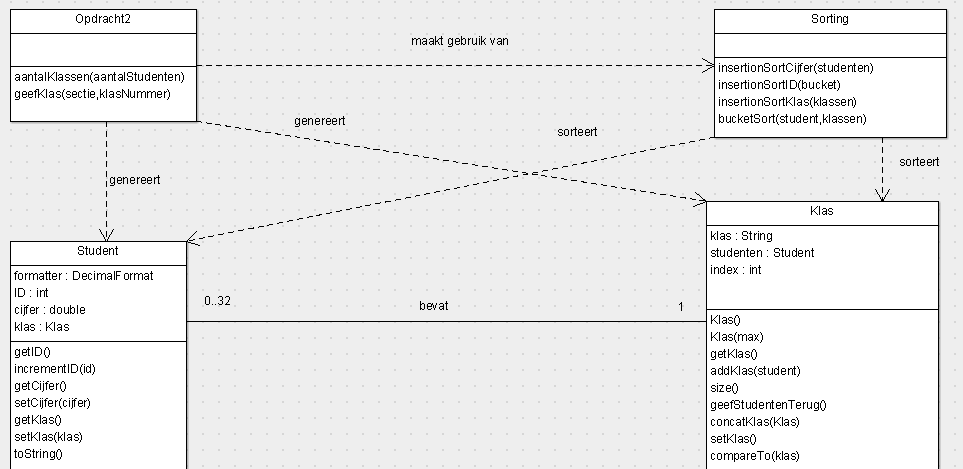 Opdracht2
aantalKlassen(aantalStudenten)
geefKlas(sectie,klasNummer)
maakt gebruik van
Sorting
insertionSortCijfer(studenten)
insertionSortID(bucket)
insertionSortKlas(klassen)
bucketSort(student,klassen)
genereert
sorteert
sorteert
genereert
Student
formatter : DecimalFormat
ID : int
cijfer : double
klas : Klas
getID()
incrementID(id)
getCijfer()
setCijfer(cijfer)
getKlas()
setKlas(klas)
toString()
0..32
bevat
1
Klas
klas : String
studenten : Student
index : int
Klas()
Klas(max)
getKlas()
addKlas(student)
size()
geefStudentenTerug()
concatKlas(Klas)
setKlas()
compareTo(klas)